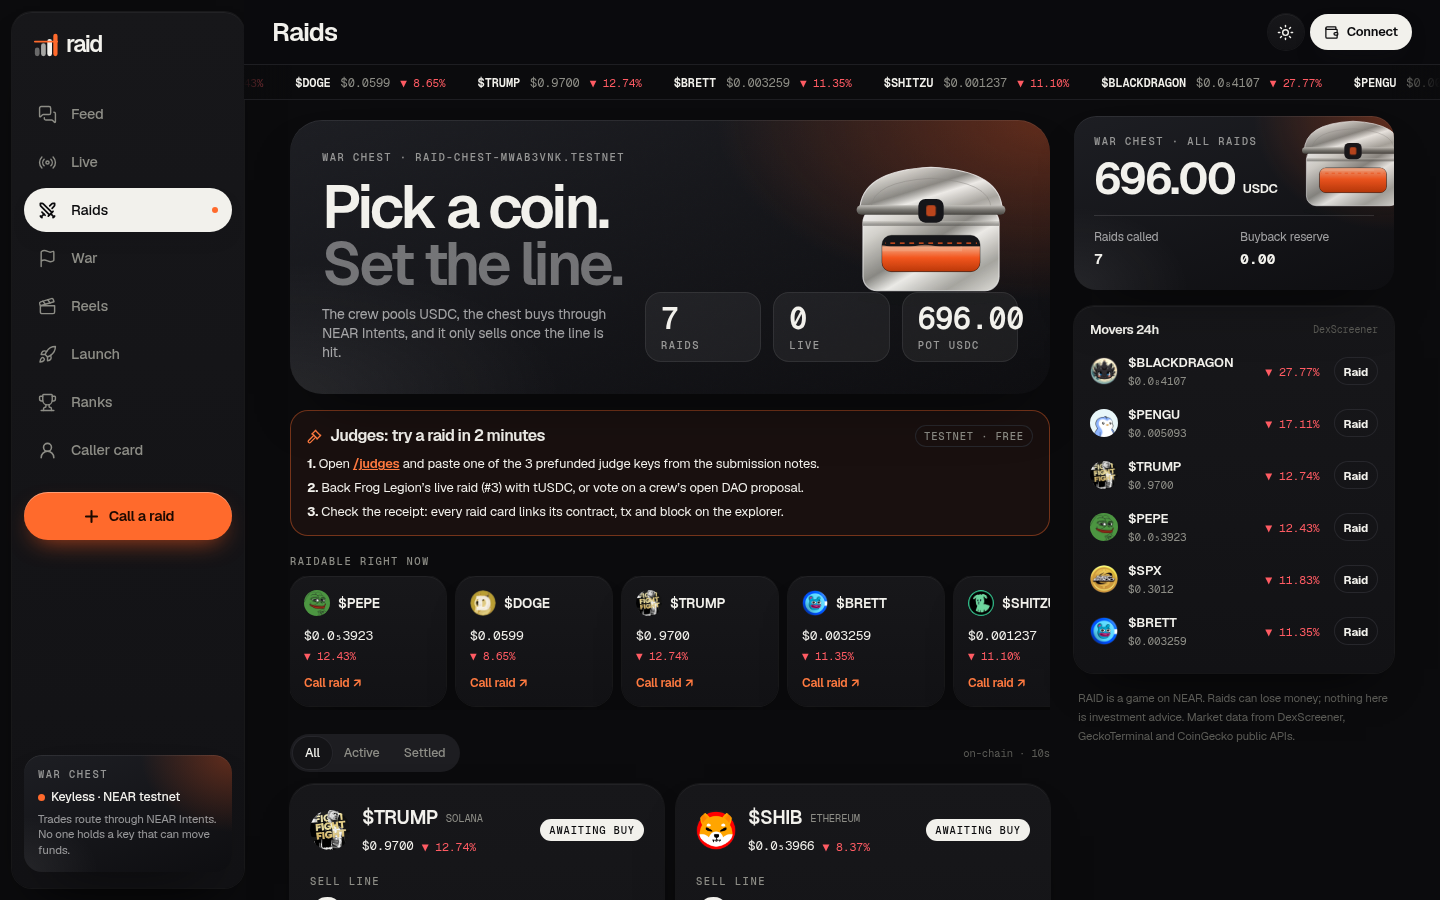 raid
Feed
Live
Raids
War
Reels
Launch
Ranks
Caller card
Call a raid
WAR CHEST
Keyless · NEAR testnet
Trades route through NEAR Intents.
No one holds a key that can move
funds.
Raids
Connect
$DOGE $0.0599 ▼ 8.65% $TRUMP $0.9700 ▼ 12.74% $BRETT $0.003259 ▼ 11.35% $SHITZU $0.001237 ▼ 11.10% $BLACKDRAGON $0.0₈4107 ▼ 27.77% $PENGU
WAR CHEST · RAID-CHEST-MWAB3VNK.TESTNET
Pick a coin.
Set the line.
The crew pools USDC, the chest buys through
NEAR Intents, and it only sells once the line is
hit.
7
RAIDS
0
LIVE
696.00
POT USDC
Judges: try a raid in 2 minutes
TESTNET · FREE
1. Open /judges and paste one of the 3 prefunded judge keys from the submission notes.
2. Back Frog Legion's live raid (#3) with tUSDC, or vote on a crew's open DAO proposal.
3. Check the receipt: every raid card links its contract, tx and block on the explorer.
RAIDABLE RIGHT NOW
$PEPE
$0.0₅3923
▼ 12.43%
Call raid ↗
$DOGE
$0.0599
▼ 8.65%
Call raid ↗
$TRUMP
$0.9700
▼ 12.74%
Call raid ↗
$BRETT
$0.003259
▼ 11.35%
Call raid ↗
$SHITZU
$0.001237
▼ 11.10%
Call raid ↗
All
Active
Settled
on-chain · 10s
$TRUMP SOLANA
$0.9700 ▼ 12.74%
AWAITING BUY
SELL LINE
$SHIB ETHEREUM
$0.0₅3966 ▼ 8.37%
AWAITING BUY
SELL LINE
WAR CHEST · ALL RAIDS
696.00 USDC
Raids called
7
Buyback reserve
0.00
Movers 24h
DexScreener
$BLACKDRAGON
$0.0₈4107
▼ 27.77%
Raid
$PENGU
$0.005093
▼ 17.11%
Raid
$TRUMP
$0.9700
▼ 12.74%
Raid
$PEPE
$0.0₅3923
▼ 12.43%
Raid
$SPX
$0.3012
▼ 11.83%
Raid
$BRETT
$0.003259
▼ 11.35%
Raid
RAID is a game on NEAR. Raids can lose money; nothing here
is investment advice. Market data from DexScreener,
GeckoTerminal and CoinGecko public APIs.